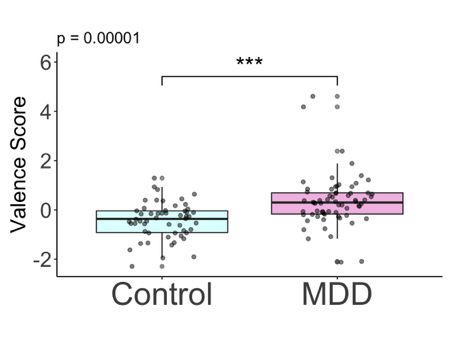 p = 0.00001
***
Valence Score
6
4
2
0
-2
Control MDD